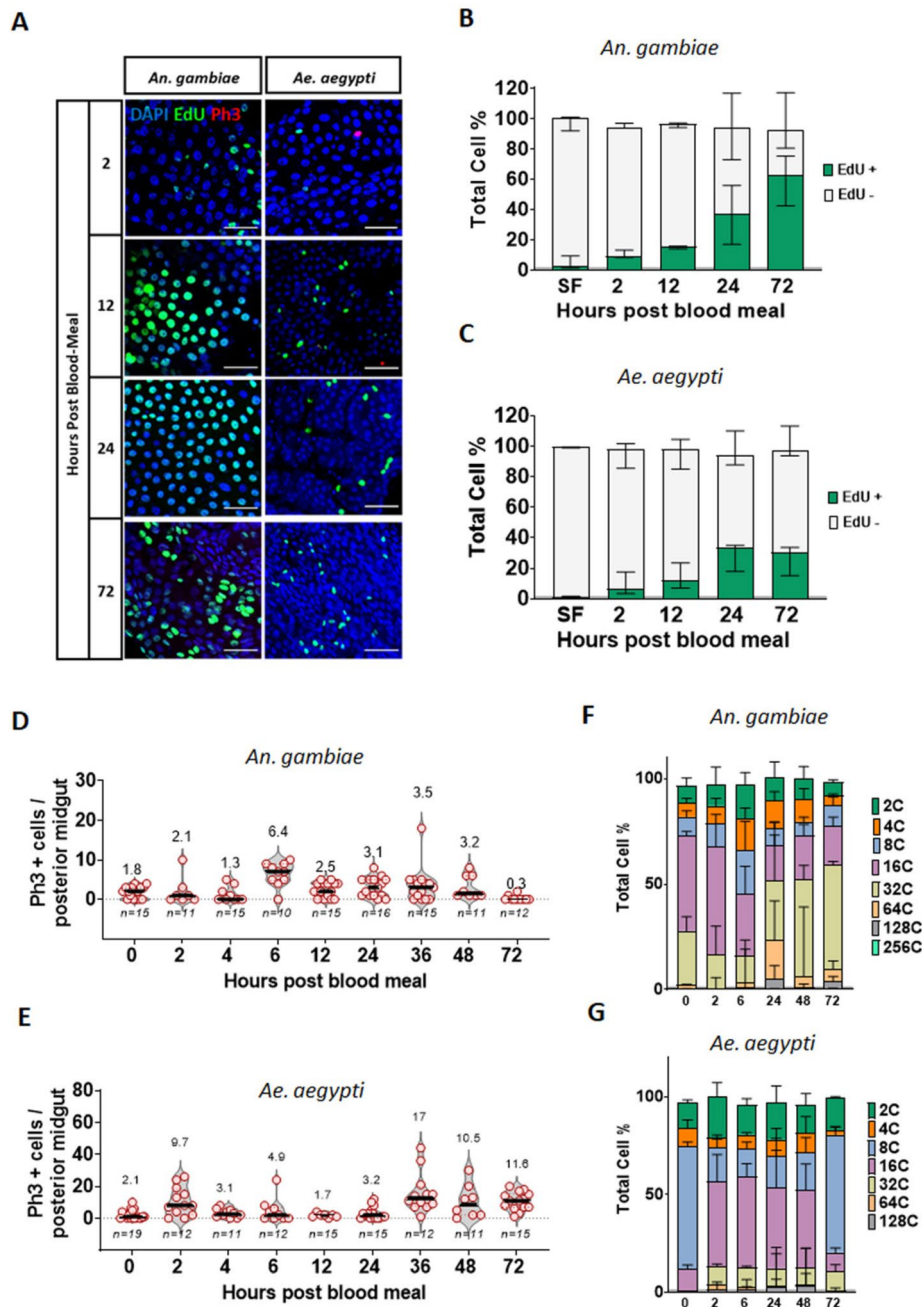 A
An. gambiae
Ae. aegypti
DAPI EdU Ph3
Hours Post Blood-Meal
2
12
24
72
B
An. gambiae
Total Cell %
120
100
80
60
40
20
0
SF 2 12 24 72
Hours post blood meal
EdU +
EdU -
C
Ae. aegypti
Total Cell %
120
100
80
60
40
20
0
SF 2 12 24 72
Hours post blood meal
EdU +
EdU -
D
An. gambiae
Ph3 + cells /
posterior midgut
30
20
10
0
1.8 2.1 1.3 6.4 2.5 3.1 3.5 3.2 0.3
n=15 n=11 n=15 n=10 n=15 n=16 n=15 n=11 n=12
0 2 4 6 12 24 36 48 72
Hours post blood meal
E
Ae. aegypti
Ph3 + cells /
posterior midgut
80
60
40
20
0
2.1 9.7 3.1 4.9 1.7 3.2 17 10.5 11.6
n=19 n=12 n=11 n=12 n=15 n=15 n=12 n=11 n=15
0 2 4 6 12 24 36 48 72
Hours post blood meal
F
An. gambiae
Total Cell %
100
50
0
0 2 6 24 48 72
2C
4C
8C
16C
32C
64C
128C
256C
G
Ae. aegypti
Total Cell %
100
50
0
0 2 6 24 48 72
2C
4C
8C
16C
32C
64C
128C